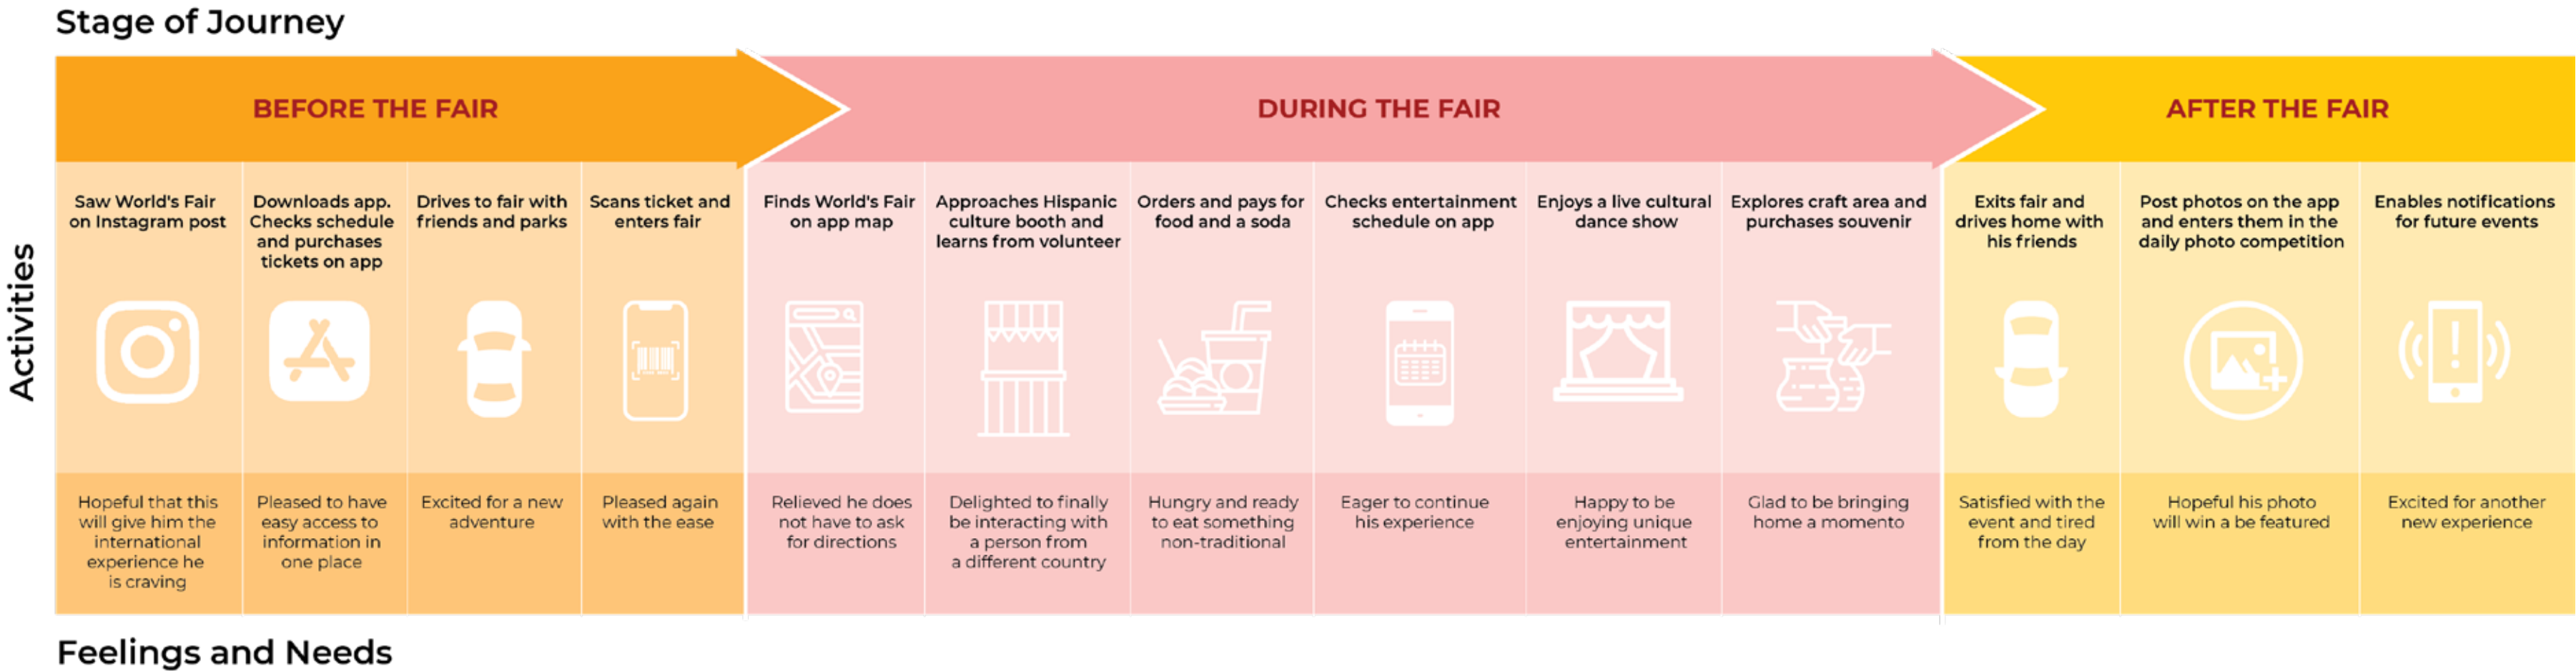 Stage of Journey
BEFORE THE FAIR
DURING THE FAIR
AFTER THE FAIR
Activities
Saw World's Fair
on Instagram post
Downloads app.
Checks schedule
and purchases
tickets on app
Drives to fair with
friends and parks
Scans ticket and
enters fair
Finds World's Fair
on app map
Approaches Hispanic
culture booth and
learns from volunteer
Orders and pays for
food and a soda
Checks entertainment
schedule on app
Enjoys a live cultural
dance show
Explores craft area and
purchases souvenir
Exits fair and
drives home with
his friends
Post photos on the app
and enters them in the
daily photo competition
Enables notifications
for future events
Hopeful that this
will give him the
international
experience he
is craving
Pleased to have
easy access to
information in
one place
Excited for a new
adventure
Pleased again
with the ease
Relieved he does
not have to ask
for directions
Delighted to finally
be interacting with
a person from
a different country
Hungry and ready
to eat something
non-traditional
Eager to continue
his experience
Happy to be
enjoying unique
entertainment
Glad to be bringing
home a momento
Satisfied with the
event and tired
from the day
Hopeful his photo
will win a be featured
Excited for another
new experience
Feelings and Needs